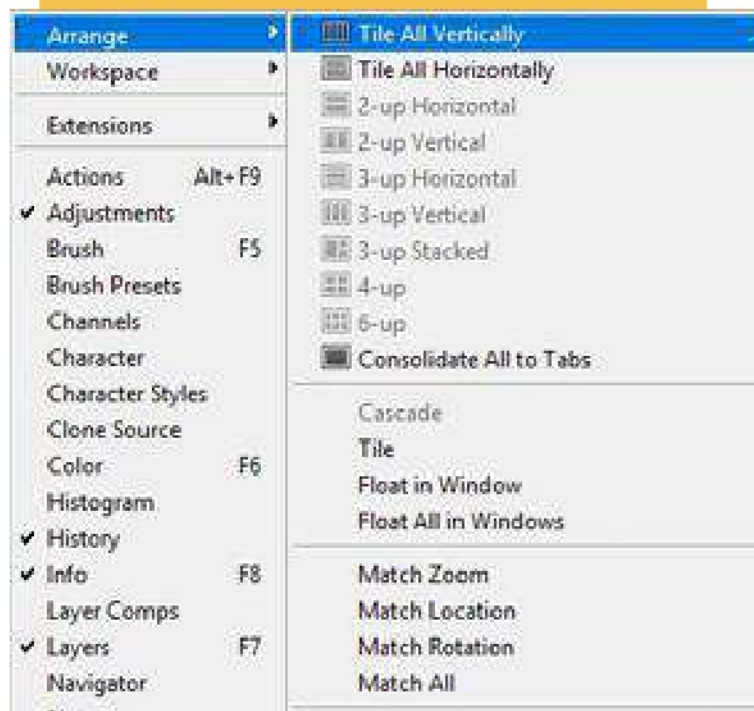 Arrange
Workspace
Extensions
Actions Alt+F9
Adjustments
Brush F5
Brush Presets
Channels
Character
Character Styles
Clone Source
Color F6
Histogram
History
Info F8
Layer Comps
Layers F7
Navigator
Tile All Vertically
Tile All Horizontally
2-up Horizontal
2-up Vertical
3-up Horizontal
3-up Vertical
3-up Stacked
4-up
6-up
Consolidate All to Tabs
Cascade
Tile
Float in Window
Float All in Windows
Match Zoom
Match Location
Match Rotation
Match All